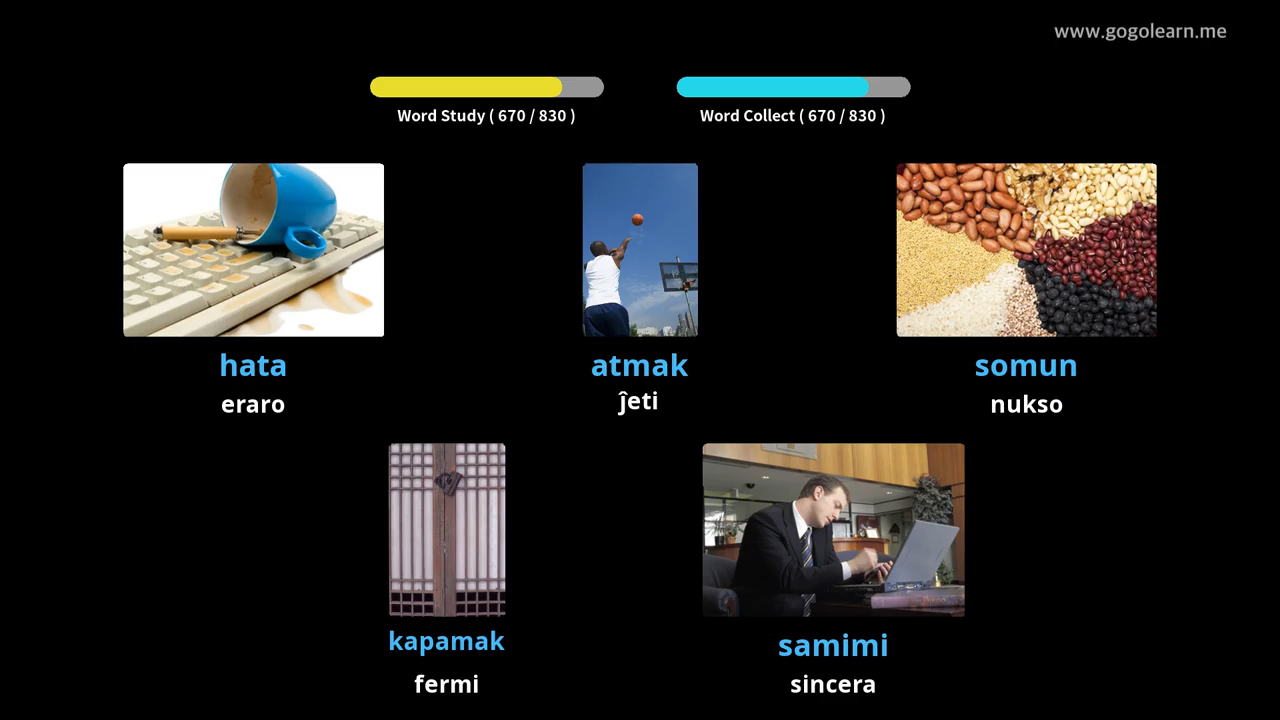 www.gogolearn.me
Word Study ( 670 / 830 )
Word Collect ( 670 / 830 )
hata
eraro
atmak
ĵeti
somun
nukso
kapamak
fermi
samimi
sincera